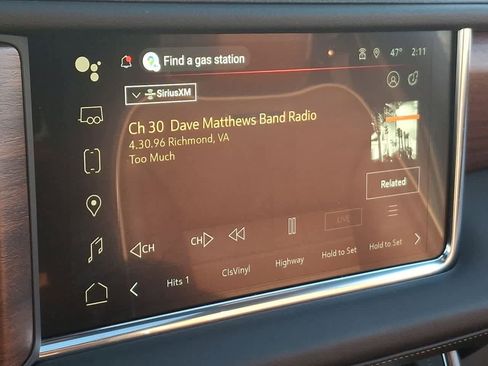 Find a gas station
47° 2:11
SiriusXM
Ch 30 Dave Matthews Band Radio
4.30.96 Richmond, VA
Too Much
Related
LIVE
CH CH
Hits 1 ClsVinyl Highway Hold to Set Hold to Set